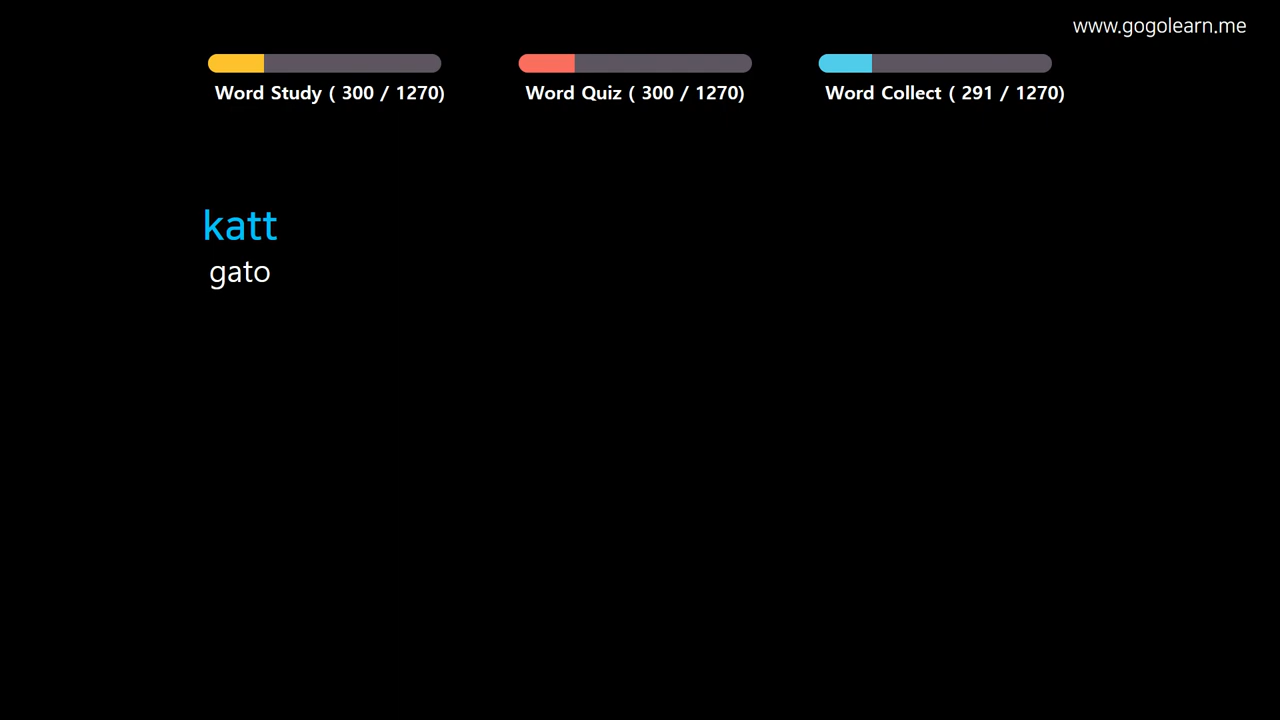 www.gogolearn.me
Word Study ( 300 / 1270)
Word Quiz ( 300 / 1270)
Word Collect ( 291 / 1270)
katt
gato